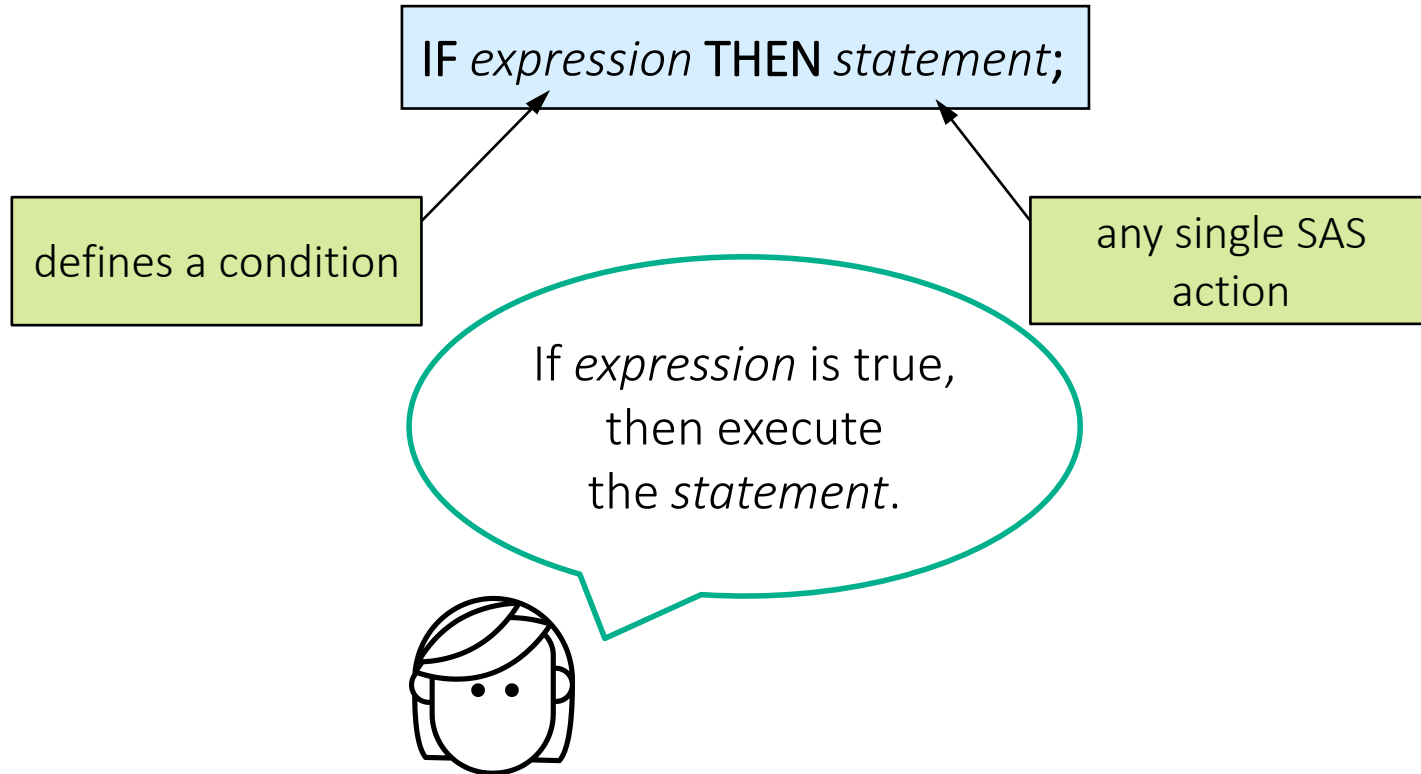 IF expression THEN statement;
defines a condition
any single SAS
action
If expression is true,
then execute
the statement.